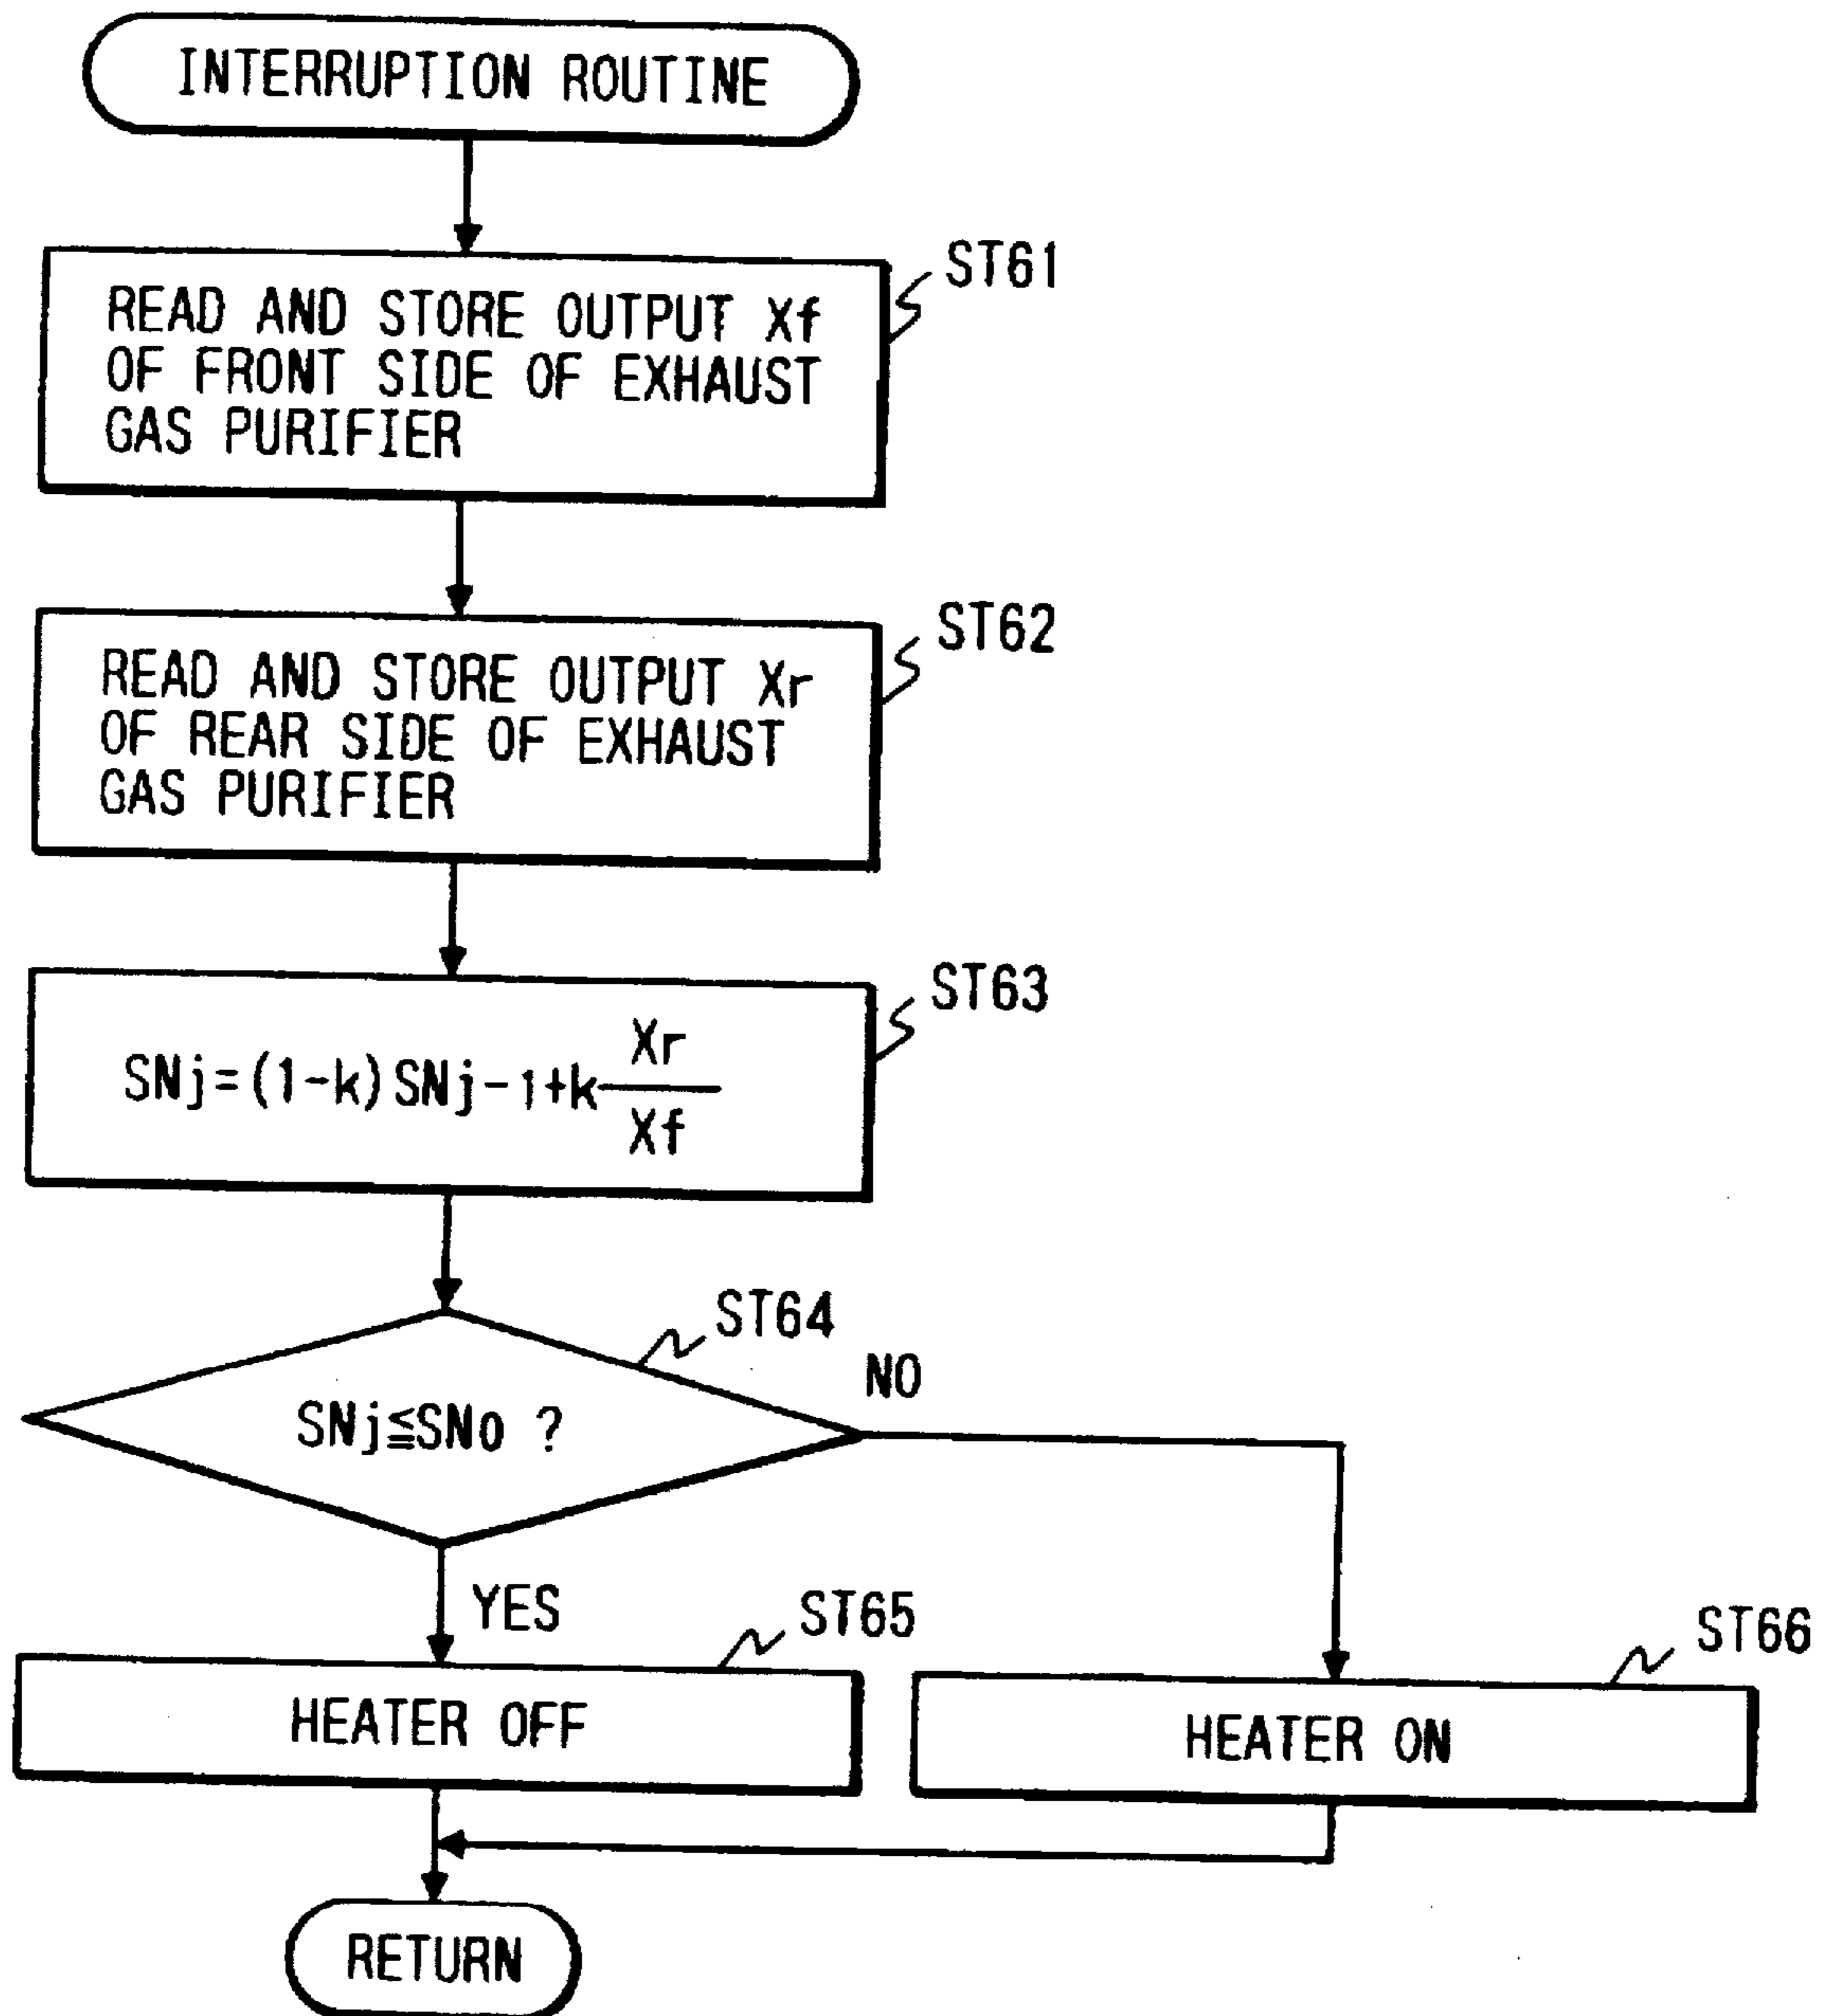 INTERRUPTION ROUTINE
ST61
READ AND STORE OUTPUT Xf
OF FRONT SIDE OF EXHAUST
GAS PURIFIER
ST62
READ AND STORE OUTPUT Xr
OF REAR SIDE OF EXHAUST
GAS PURIFIER
ST63
SNj=(1-k)SNj-1+k Xr/Xf
ST64
SNj≦SNo ?
NO
YES
ST65
HEATER OFF
ST66
HEATER ON
RETURN